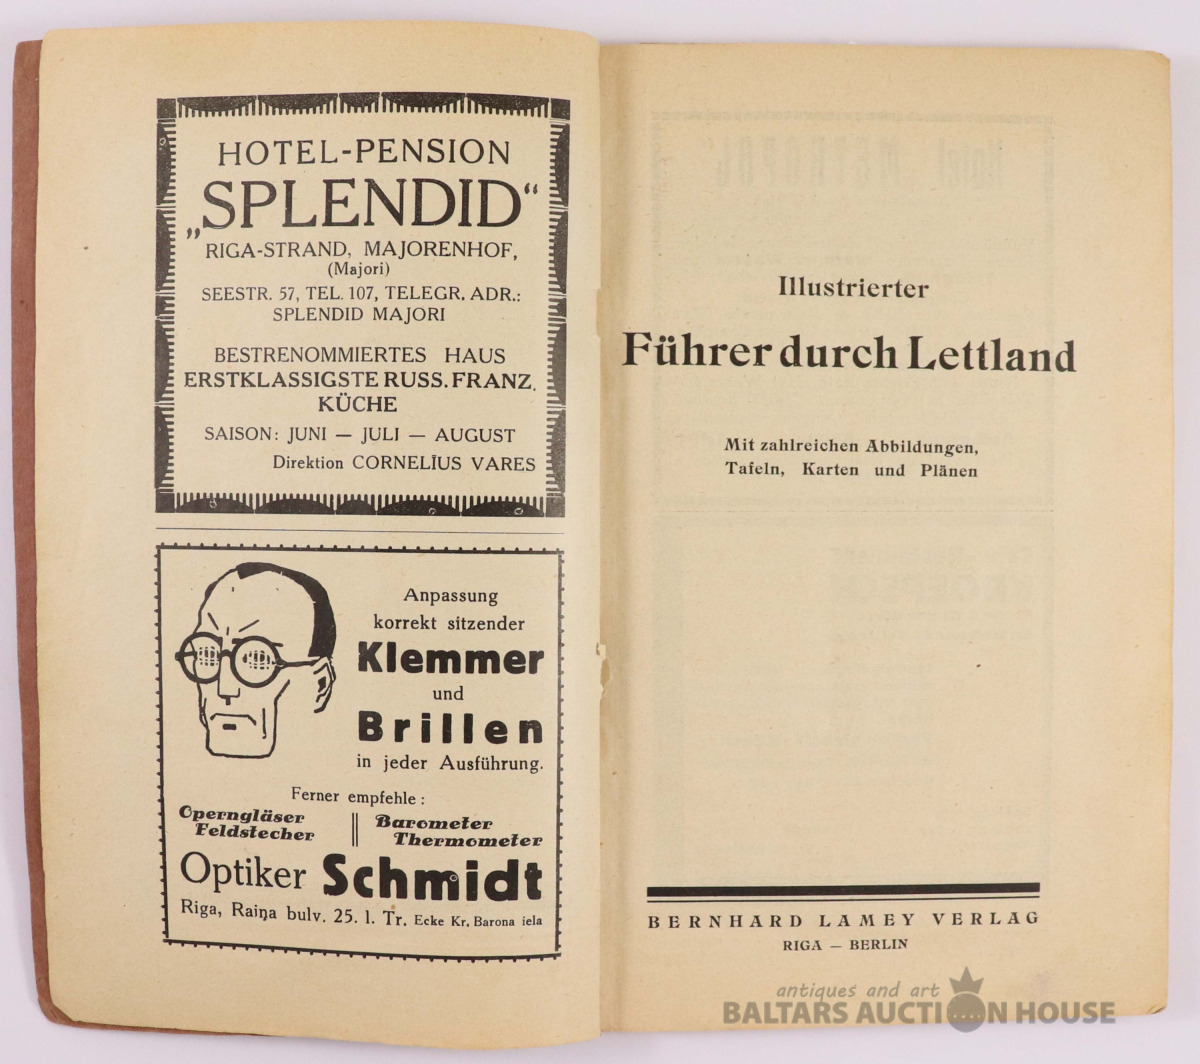 HOTEL-PENSION
„SPLENDID“
RIGA-STRAND, MAJORENHOF,
(Majori)
SEESTR. 57, TEL. 107, TELEGR. ADR.:
SPLENDID MAJORI
BESTRENOMMIERTES HAUS
ERSTKLASSIGSTE RUSS. FRANZ.
KÜCHE
SAISON: JUNI — JULI — AUGUST
Direktion CORNELIUS VARES
Anpassung
korrekt sitzender
Klemmer
und
Brillen
in jeder Ausführung.
Ferner empfehle:
Operngläser
Feldstecher
Barometer
Thermometer
Optiker Schmidt
Riga, Raiņa bulv. 25. I. Tr. Ecke Kr. Barona iela
Illustrierter
Führer durch Lettland
Mit zahlreichen Abbildungen,
Tafeln, Karten und Plänen
BERNHARD LAMEY VERLAG
RIGA — BERLIN
antiques and art
BALTARS AUCTION HOUSE